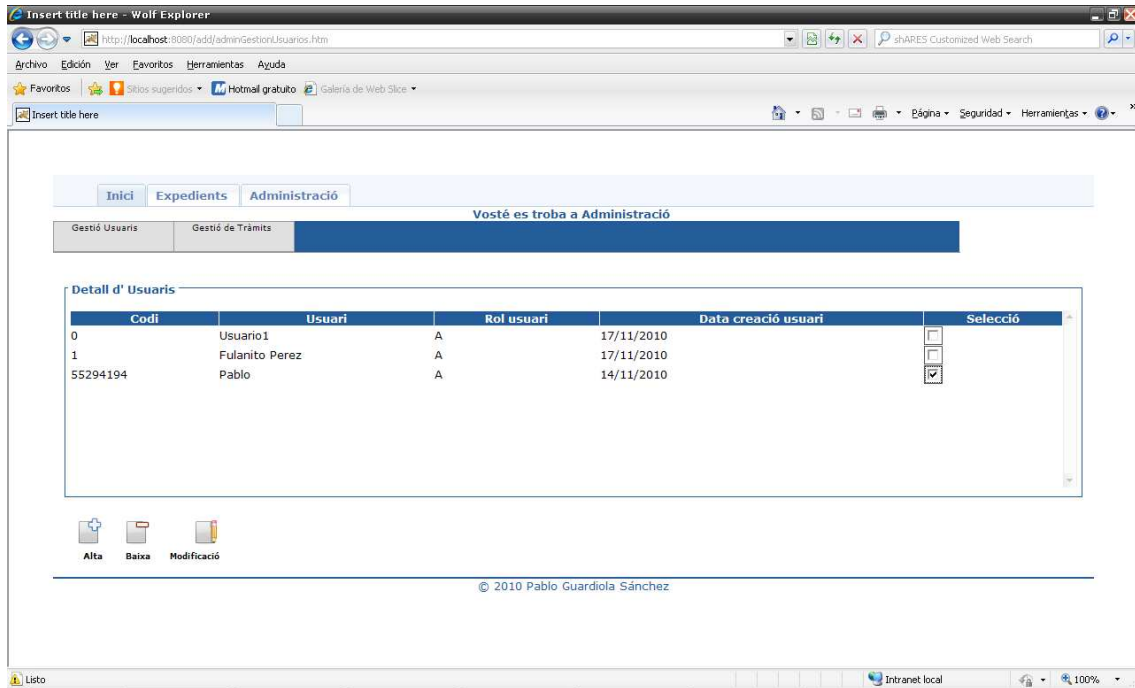 Insert title here - Wolf Explorer
http://localhost:8080/add/adminGestionUsuarios.htm
shARES Customized Web Search
Archivo Edición Ver Favoritos Herramientas Ayuda
Favoritos Sitios sugeridos Hotmail gratuito Galería de Web Slice
Insert title here
Página Seguridad Herramientas
Inici Expedients Administració
Vosté es troba a Administració
Gestió Usuaris Gestió de Tràmits
Detall d' Usuaris
Codi Usuari Rol usuari Data creació usuari Selecció
0 Usuario1 A 17/11/2010
1 Fulanito Perez A 17/11/2010
55294194 Pablo A 14/11/2010
Alta Baixa Modificació
© 2010 Pablo Guardiola Sánchez
Listo Intranet local 100%